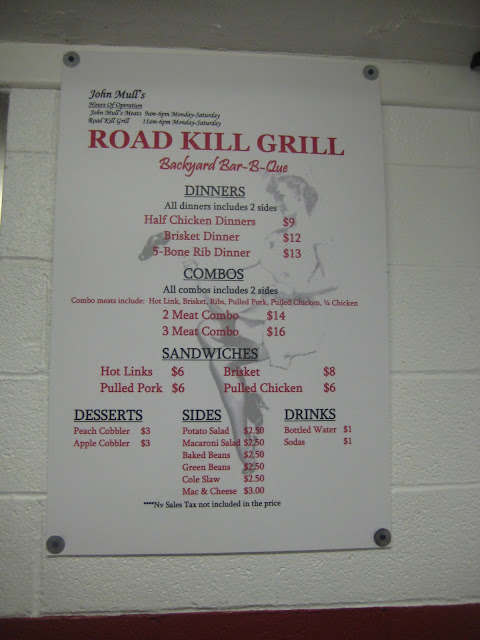 John Mull's
Hours Of Operation
John Mull's Meats 9am-6pm Monday-Saturday
Road Kill Grill 11am-6pm Monday-Saturday
ROAD KILL GRILL
Backyard Bar-B-Que
DINNERS
All dinners includes 2 sides
Half Chicken Dinners $9
Brisket Dinner $12
5-Bone Rib Dinner $13
COMBOS
All combos includes 2 sides
Combo meats include: Hot Link, Brisket, Ribs, Pulled Pork, Pulled Chicken, ¼ Chicken
2 Meat Combo $14
3 Meat Combo $16
SANDWICHES
Hot Links $6 Brisket $8
Pulled Pork $6 Pulled Chicken $6
DESSERTS
Peach Cobbler $3
Apple Cobbler $3
SIDES
Potato Salad $2.50
Macaroni Salad $2.50
Baked Beans $2.50
Green Beans $2.50
Cole Slaw $2.50
Mac & Cheese $3.00
DRINKS
Bottled Water $1
Sodas $1
****Nv Sales Tax not included in the price